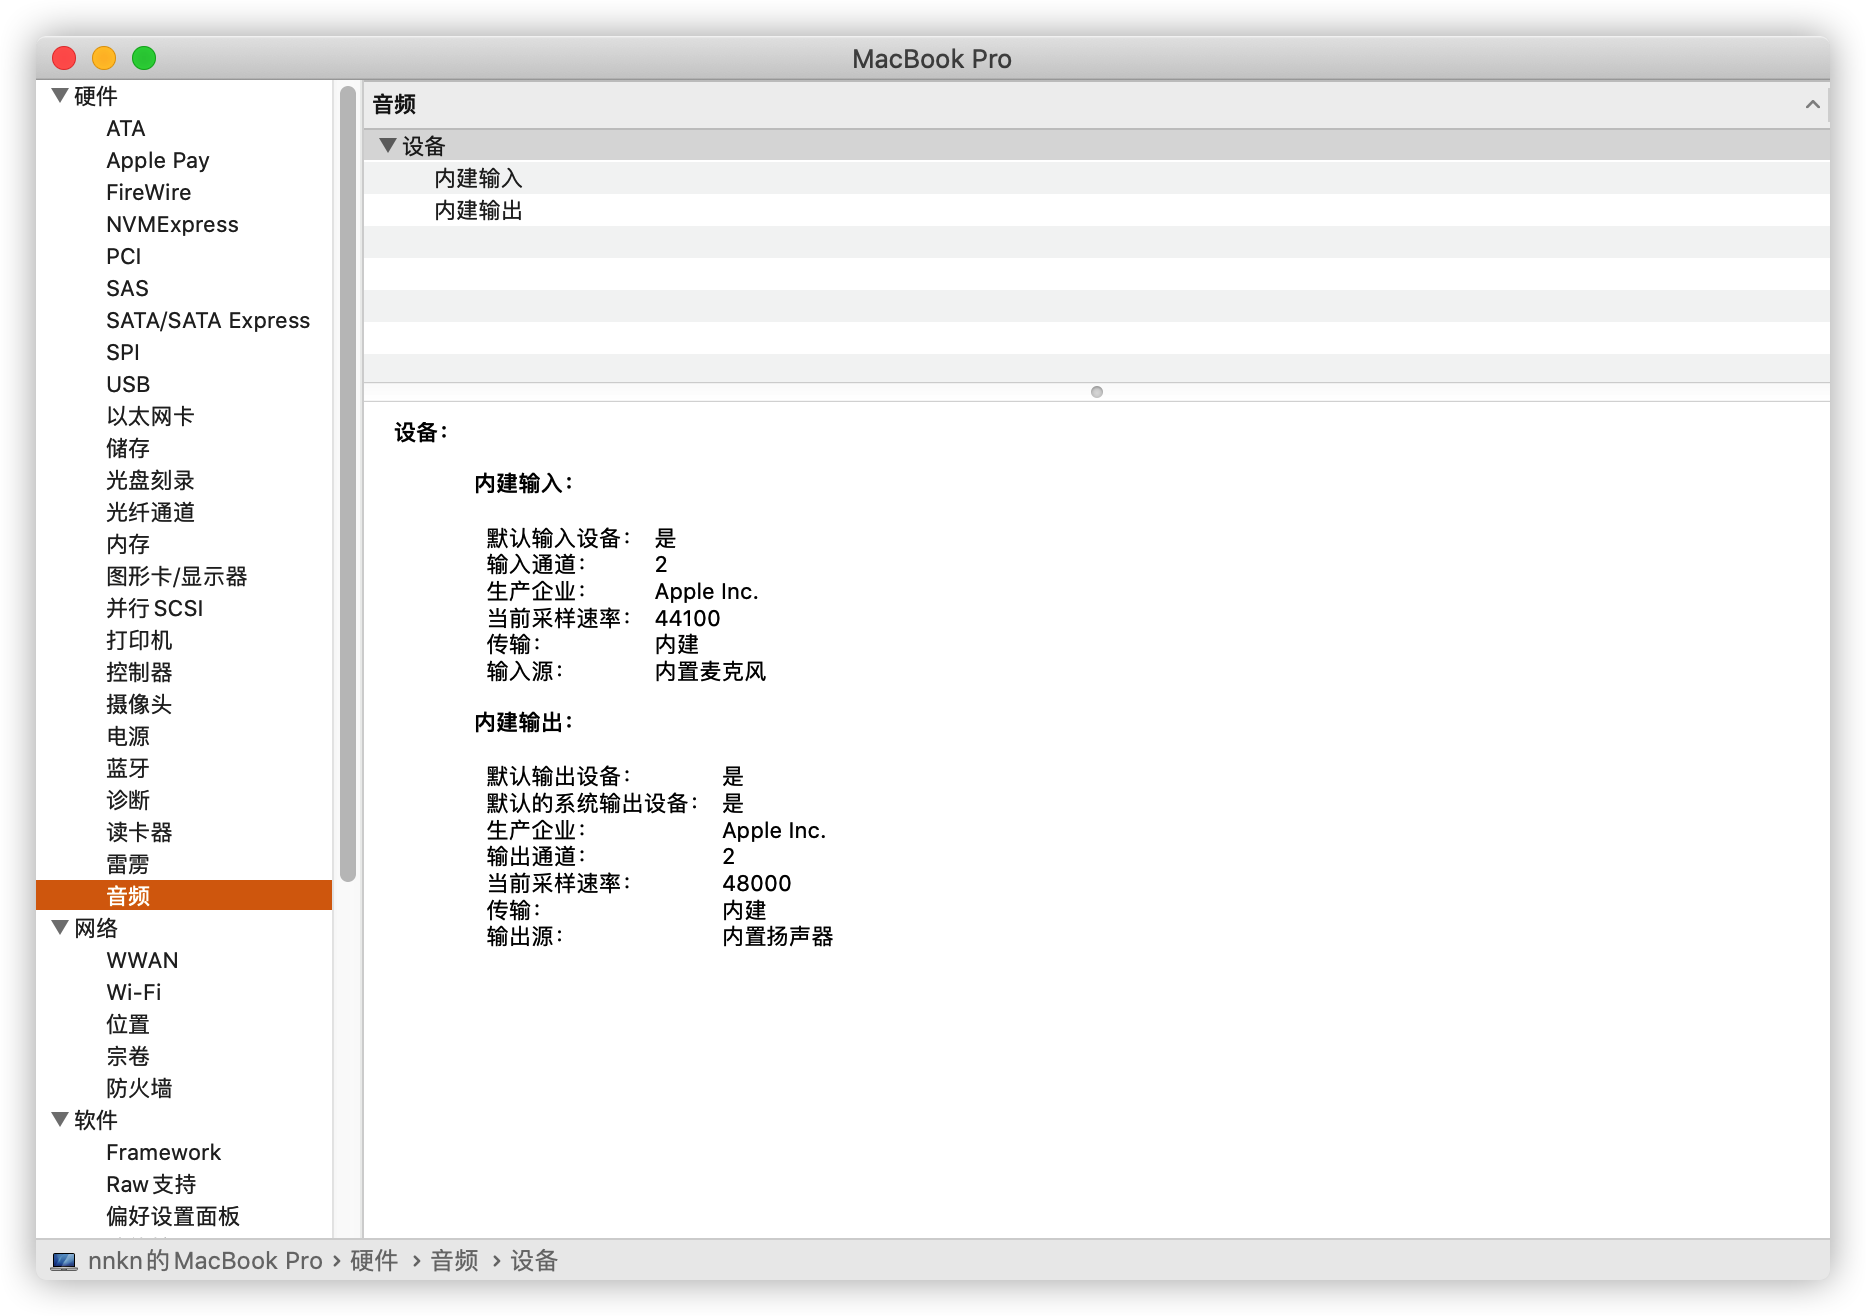 MacBook Pro
硬件
ATA
Apple Pay
FireWire
NVMExpress
PCI
SAS
SATA/SATA Express
SPI
USB
以太网卡
储存
光盘刻录
光纤通道
内存
图形卡/显示器
并行 SCSI
打印机
控制器
摄像头
电源
蓝牙
诊断
读卡器
雷雳
音频
网络
WWAN
Wi-Fi
位置
宗卷
防火墙
软件
Framework
Raw 支持
偏好设置面板
音频
设备
内建输入
内建输出
设备：
内建输入：
默认输入设备： 是
输入通道： 2
生产企业： Apple Inc.
当前采样速率： 44100
传输： 内建
输入源： 内置麦克风
内建输出：
默认输出设备： 是
默认的系统输出设备： 是
生产企业： Apple Inc.
输出通道： 2
当前采样速率： 48000
传输： 内建
输出源： 内置扬声器
nnkn的MacBook Pro › 硬件 › 音频 › 设备